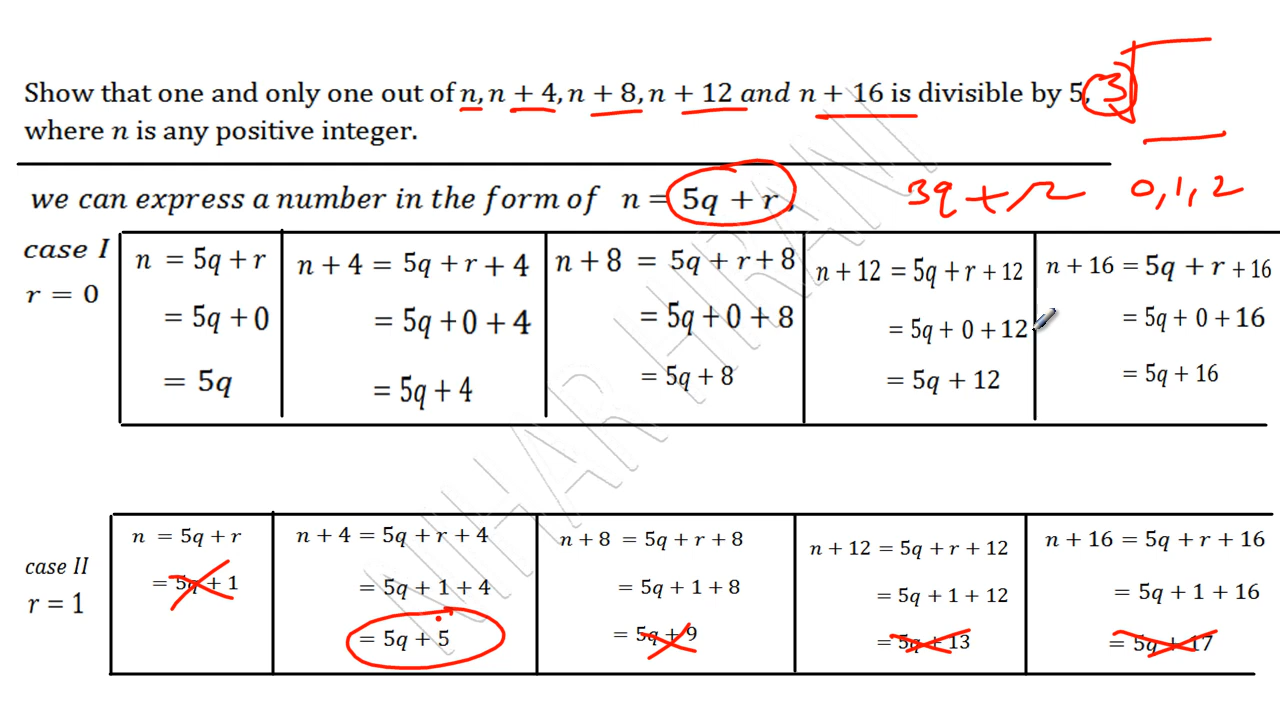 Show that one and only one out of n, n + 4, n + 8, n + 12 and n + 16 is divisible by 5, 3
where n is any positive integer.
we can express a number in the form of n = 5q + r, 3q + r 0, 1, 2
case I
r = 0
n = 5q + r
= 5q + 0
= 5q
n + 4 = 5q + r + 4
= 5q + 0 + 4
= 5q + 4
n + 8 = 5q + r + 8
= 5q + 0 + 8
= 5q + 8
n + 12 = 5q + r + 12
= 5q + 0 + 12
= 5q + 12
n + 16 = 5q + r + 16
= 5q + 0 + 16
= 5q + 16
case II
r = 1
n = 5q + r
= 5q + 1
n + 4 = 5q + r + 4
= 5q + 1 + 4
= 5q + 5
n + 8 = 5q + r + 8
= 5q + 1 + 8
= 5q + 9
n + 12 = 5q + r + 12
= 5q + 1 + 12
= 5q + 13
n + 16 = 5q + r + 16
= 5q + 1 + 16
= 5q + 17
NIHAR HIRANI